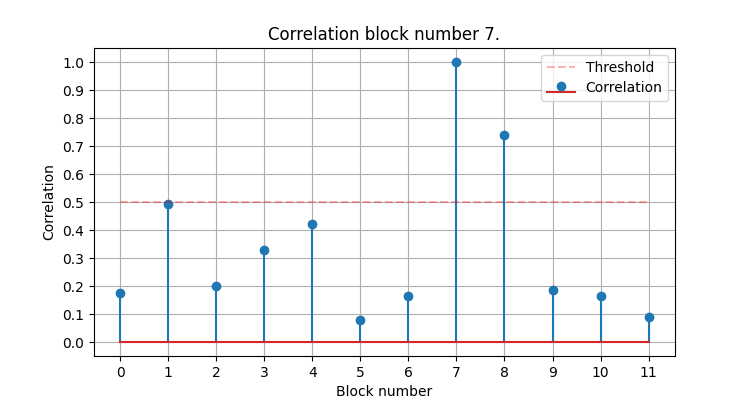 Correlation block number 7.
Threshold
Correlation
1.0
0.9
0.8
0.7
0.6
0.5
0.4
0.3
0.2
0.1
0.0
Correlation
0 1 2 3 4 5 6 7 8 9 10 11
Block number